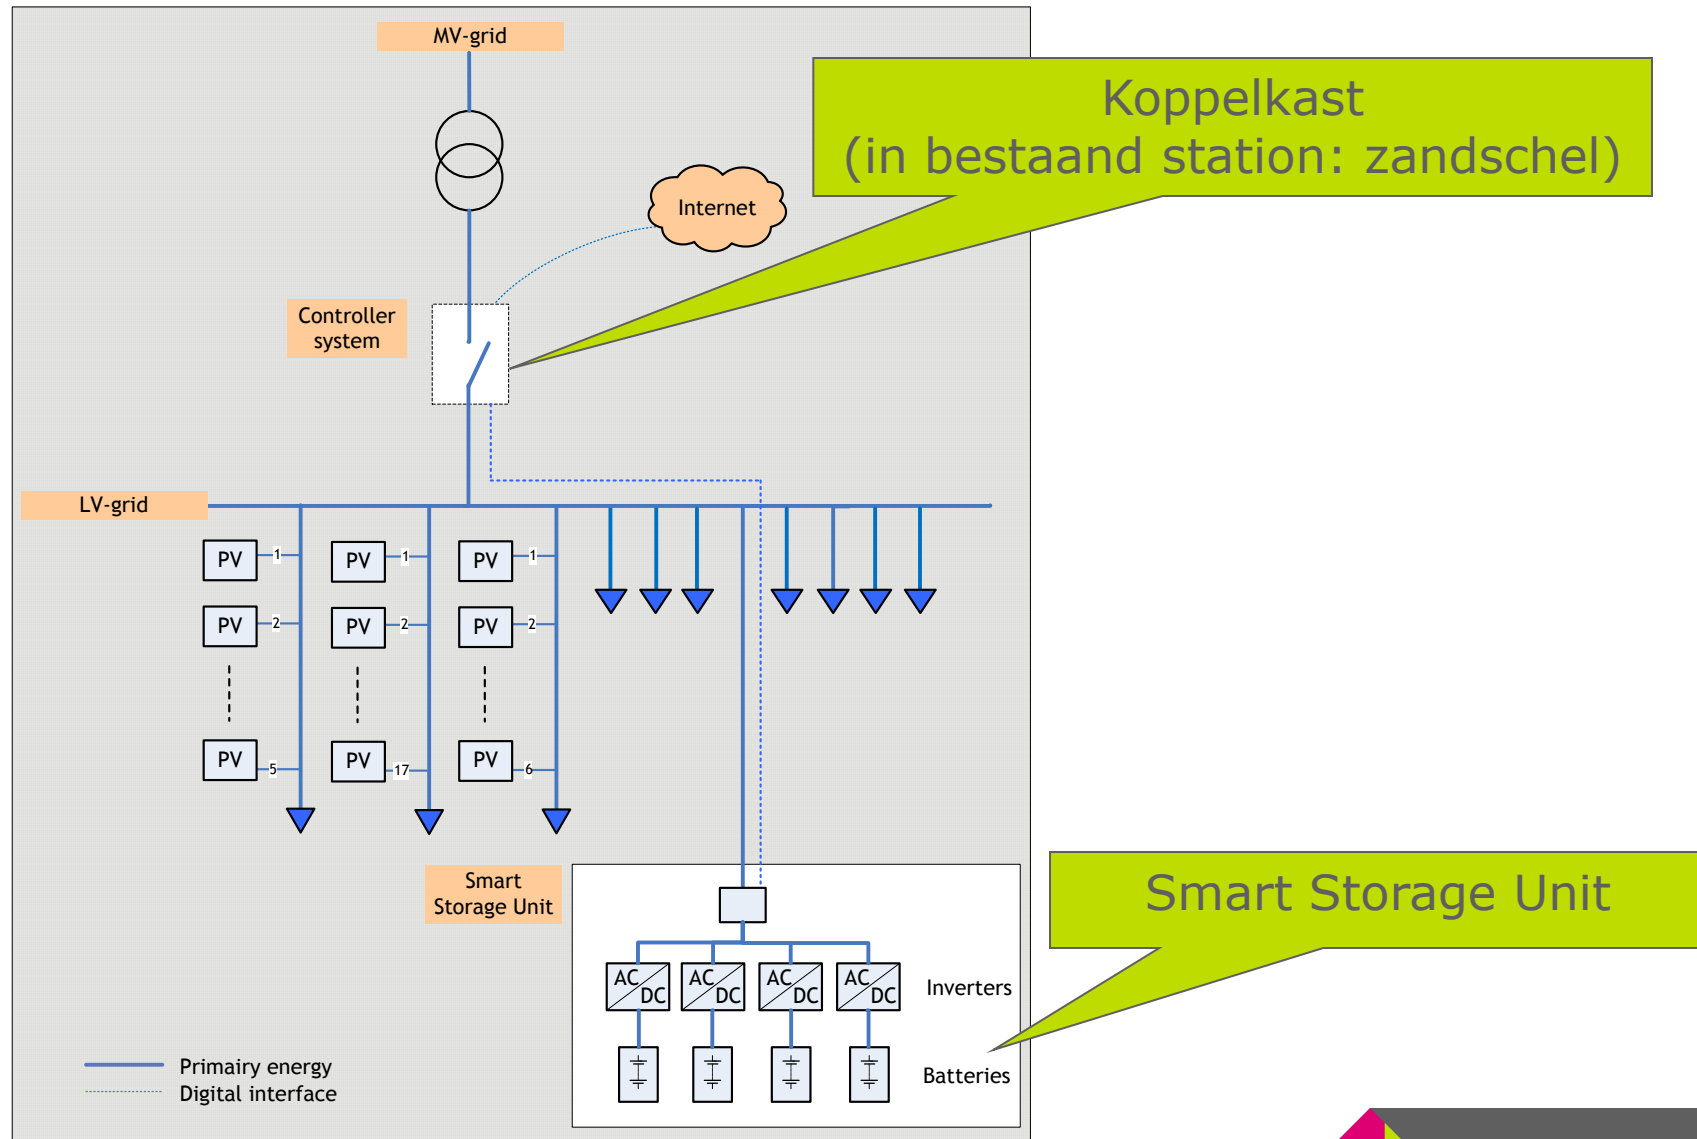 MV-grid
Koppelkast
(in bestaand station: zandschel)
Internet
Controller
system
LV-grid
PV 1 PV 1 PV 1
PV 2 PV 2 PV 2
PV 5 PV 17 PV 6
Smart
Storage Unit
Smart Storage Unit
AC DC AC DC AC DC AC DC Inverters
Batteries
Primairy energy
Digital interface